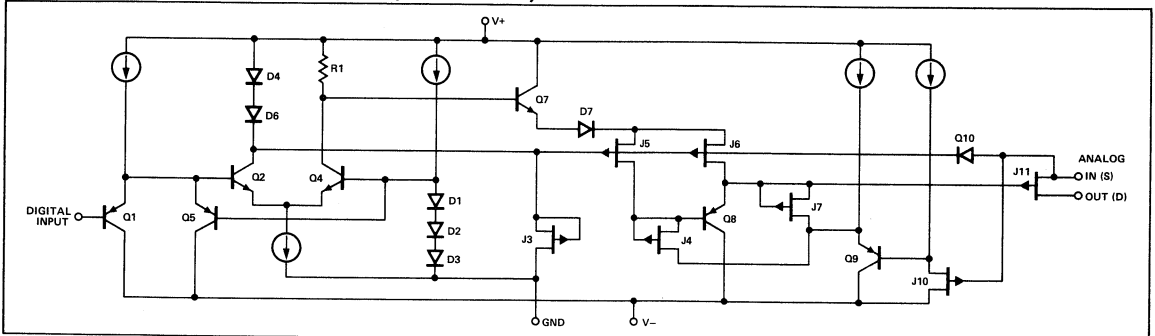 V+
D4
R1
D6
Q7
D7
J5
J6
Q10
ANALOG
IN (S)
OUT (D)
J11
Q2
Q4
D1
D2
D3
DIGITAL
INPUT
Q1
Q5
J3
J4
Q8
J7
Q9
J10
GND
V−